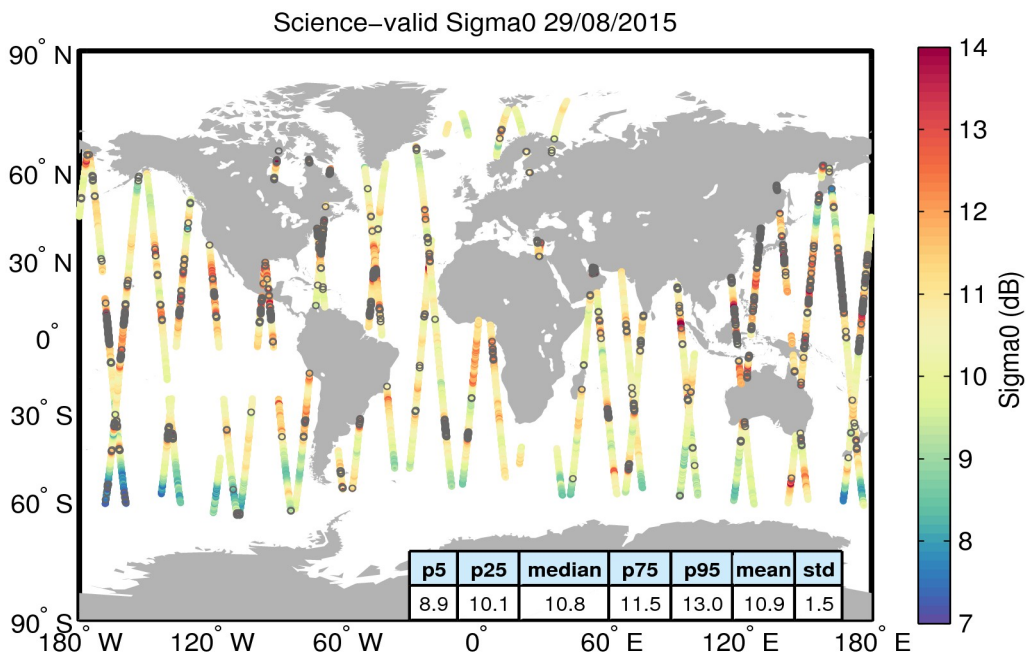 Science−valid Sigma0 29/08/2015
90° N
60° N
30° N
0°
30° S
60° S
90° S
180° W
120° W
60° W
0°
60° E
120° E
180° E
p5 p25 median p75 p95 mean std
8.9 10.1 10.8 11.5 13.0 10.9 1.5
14
13
12
11
10
9
8
7
Sigma0 (dB)